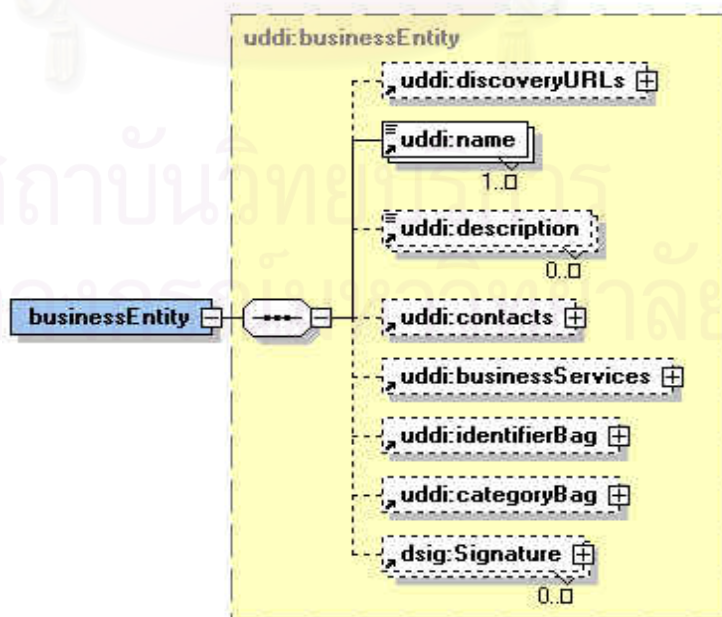 uddi:businessEntity
uddi:discoveryURLs
uddi:name
1..□
uddi:description
0..□
businessEntity
uddi:contacts
uddi:businessServices
uddi:identifierBag
uddi:categoryBag
dsig:Signature
0..□